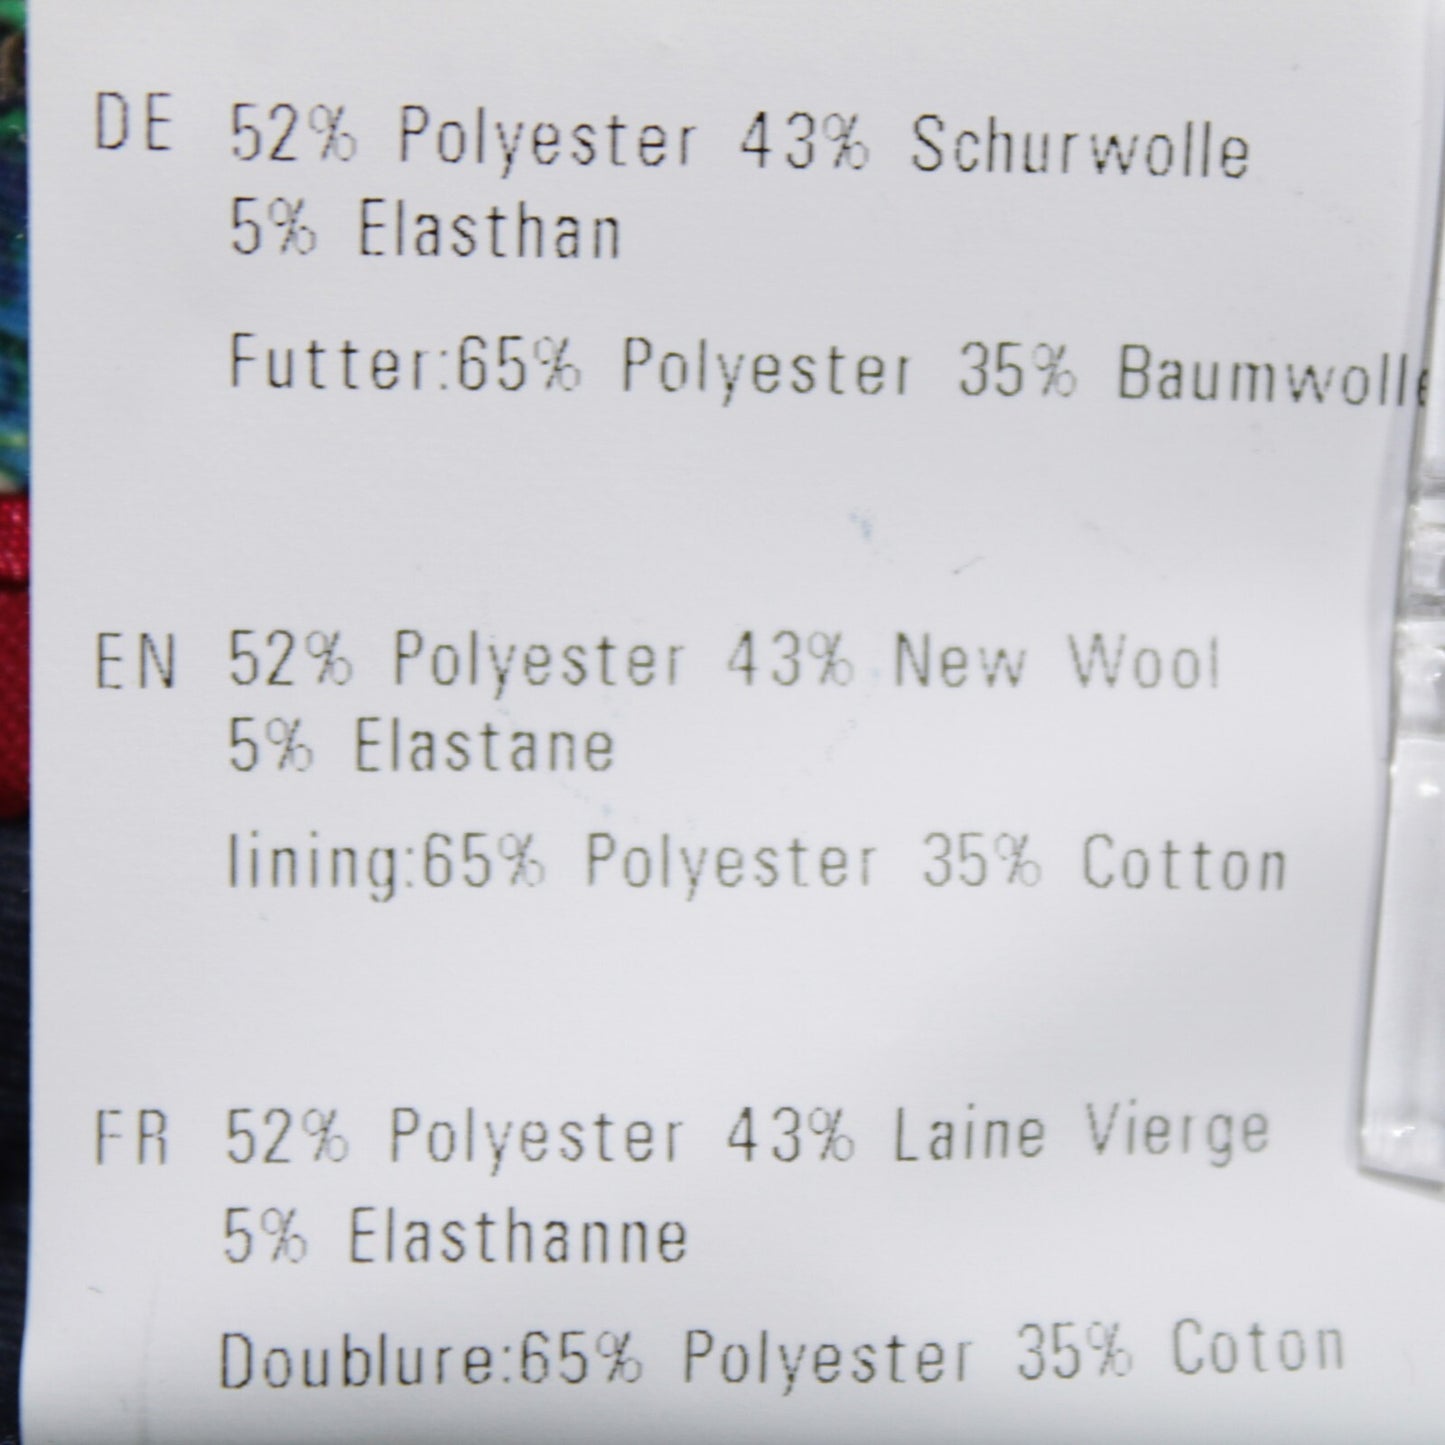 DE 52% Polyester 43% Schurwolle
5% Elasthan
Futter:65% Polyester 35% Baumwolle
EN 52% Polyester 43% New Wool
5% Elastane
lining:65% Polyester 35% Cotton
FR 52% Polyester 43% Laine Vierge
5% Elasthanne
Doublure:65% Polyester 35% Coton